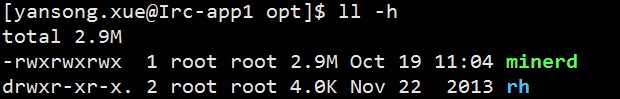 [yansong.xue@Irc-app1 opt]$ ll -h
total 2.9M
-rwxrwxrwx  1 root root 2.9M Oct 19 11:04 minerd
drwxr-xr-x. 2 root root 4.0K Nov 22  2013 rh